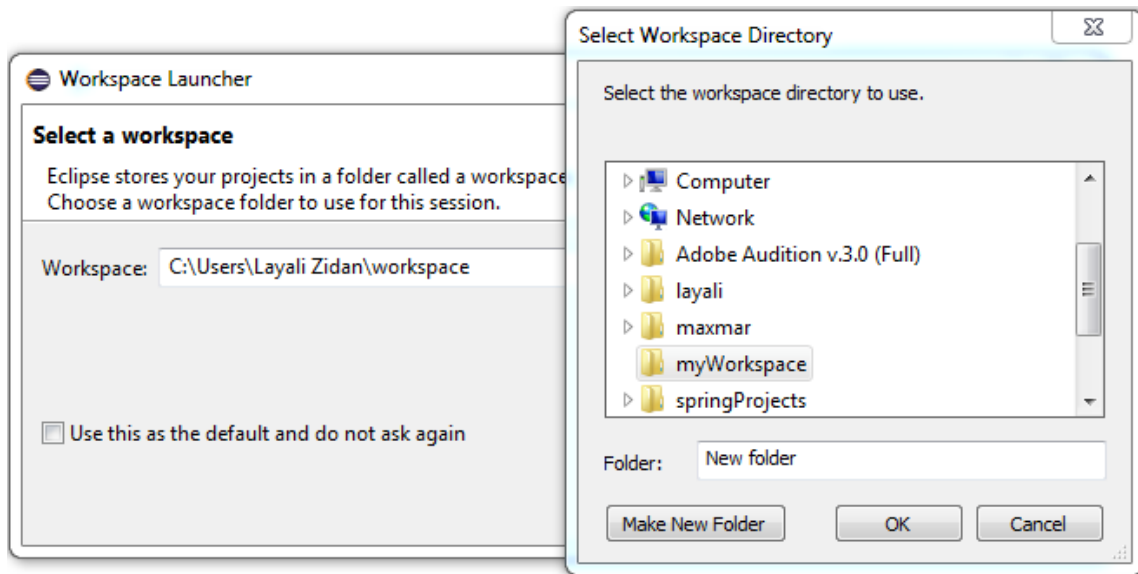 Workspace Launcher
Select a workspace
Eclipse stores your projects in a folder called a workspace
Choose a workspace folder to use for this session.
Workspace: C:\Users\Layali Zidan\workspace
Use this as the default and do not ask again
Select Workspace Directory
Select the workspace directory to use.
Computer
Network
Adobe Audition v.3.0 (Full)
layali
maxmar
myWorkspace
springProjects
Folder: New folder
Make New Folder OK Cancel